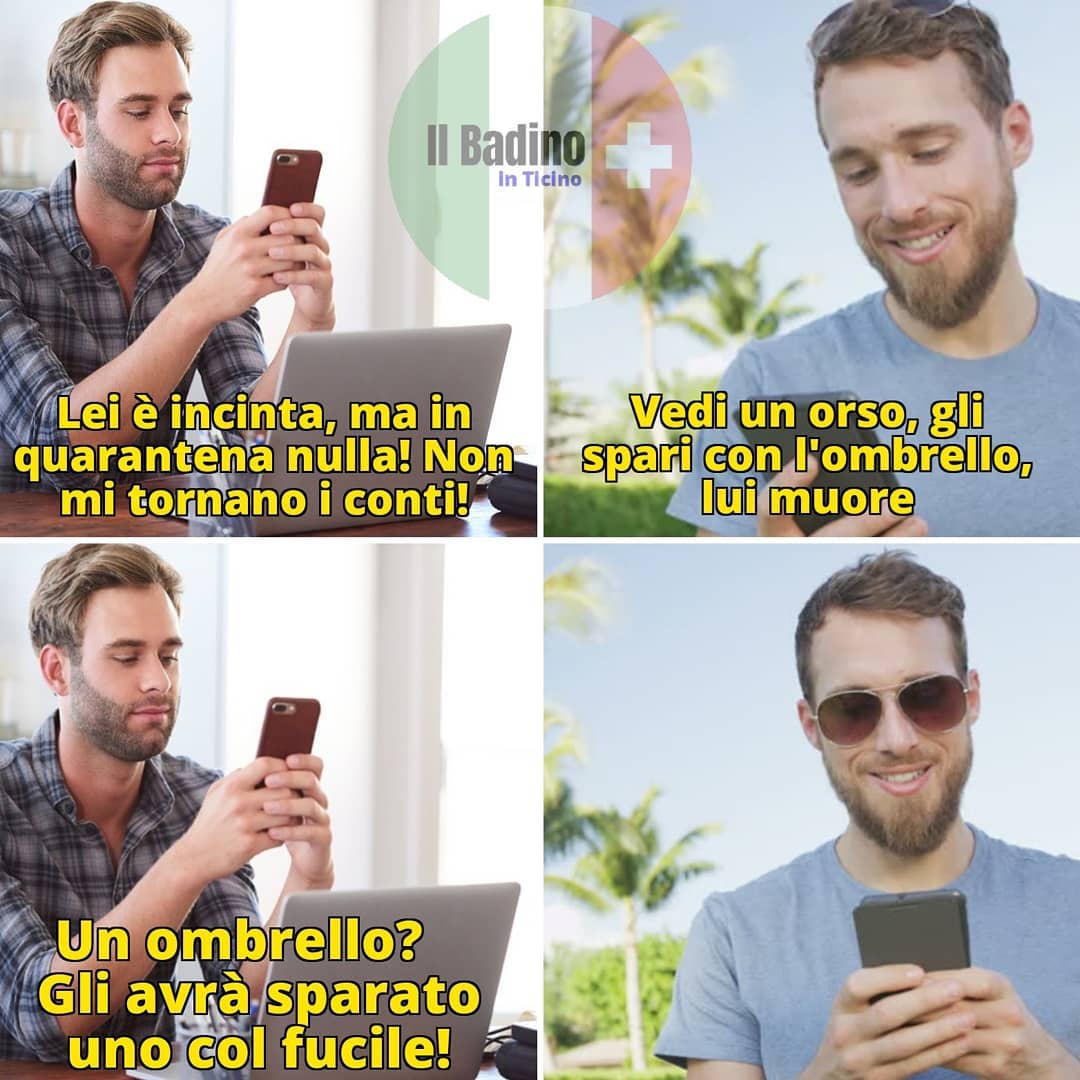 Il Badino
in Ticino
Lei è incinta, ma in
quarantena nulla! Non
mi tornano i conti!
Vedi un orso, gli
spari con l'ombrello,
lui muore
Un ombrello?
Gli avrà sparato
uno col fucile!